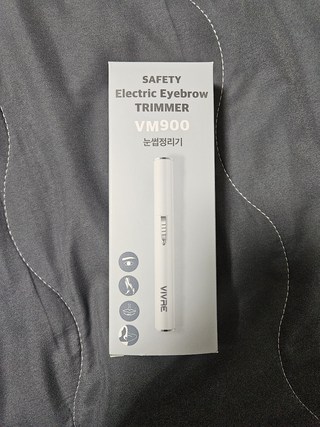 SAFETY
Electric Eyebrow
TRIMMER
VM900
눈썹정리기
VIVRE